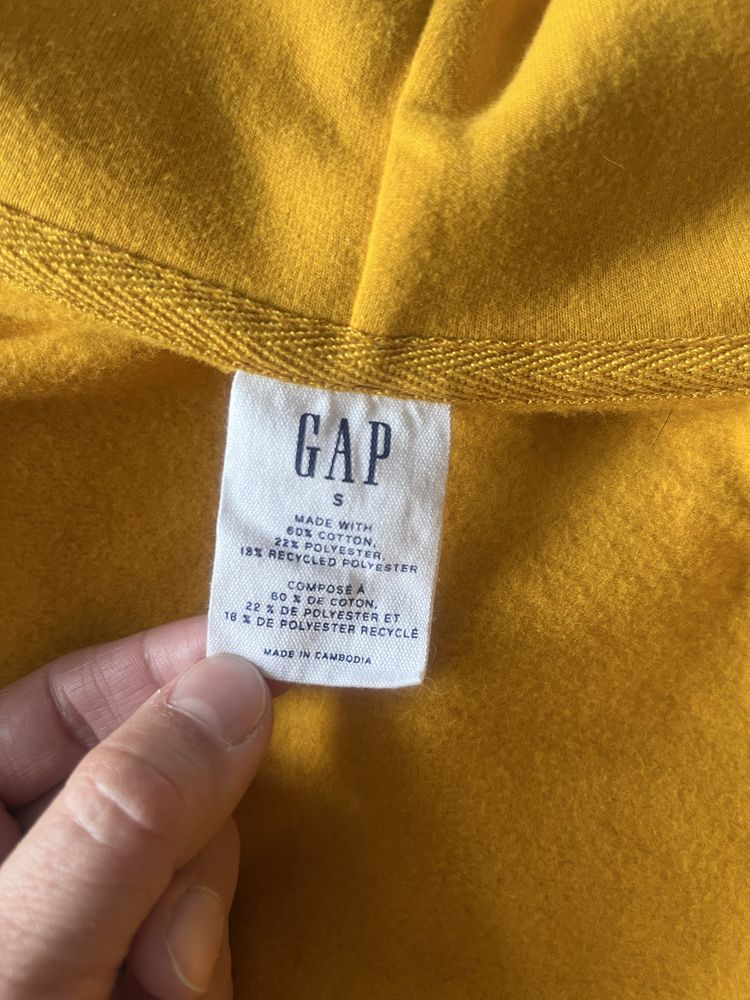 GAP
S
MADE WITH
60% COTTON,
22% POLYESTER,
18% RECYCLED POLYESTER
COMPOSÉ À
60 % DE COTON,
22 % DE POLYESTER ET
18 % DE POLYESTER RECYCLÉ
MADE IN CAMBODIA